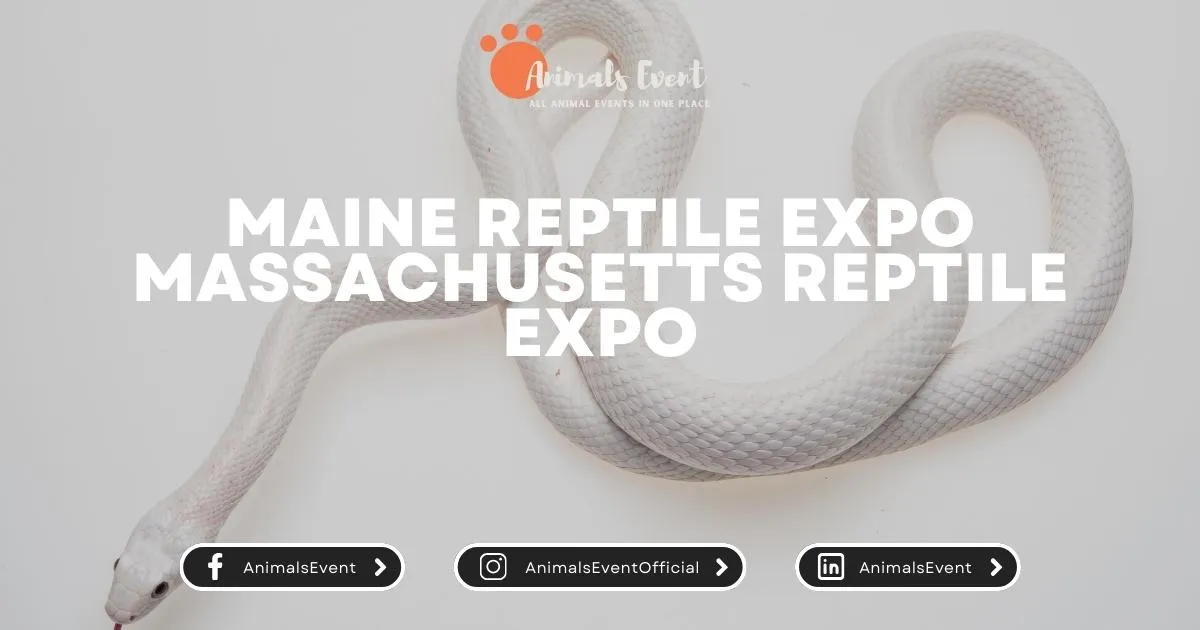 Animals Event
ALL ANIMAL EVENTS IN ONE PLACE
MAINE REPTILE EXPO
MASSACHUSETTS REPTILE
EXPO
AnimalsEvent
AnimalsEventOfficial
AnimalsEvent